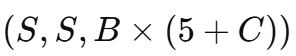 (S, S, B × (5 + C))